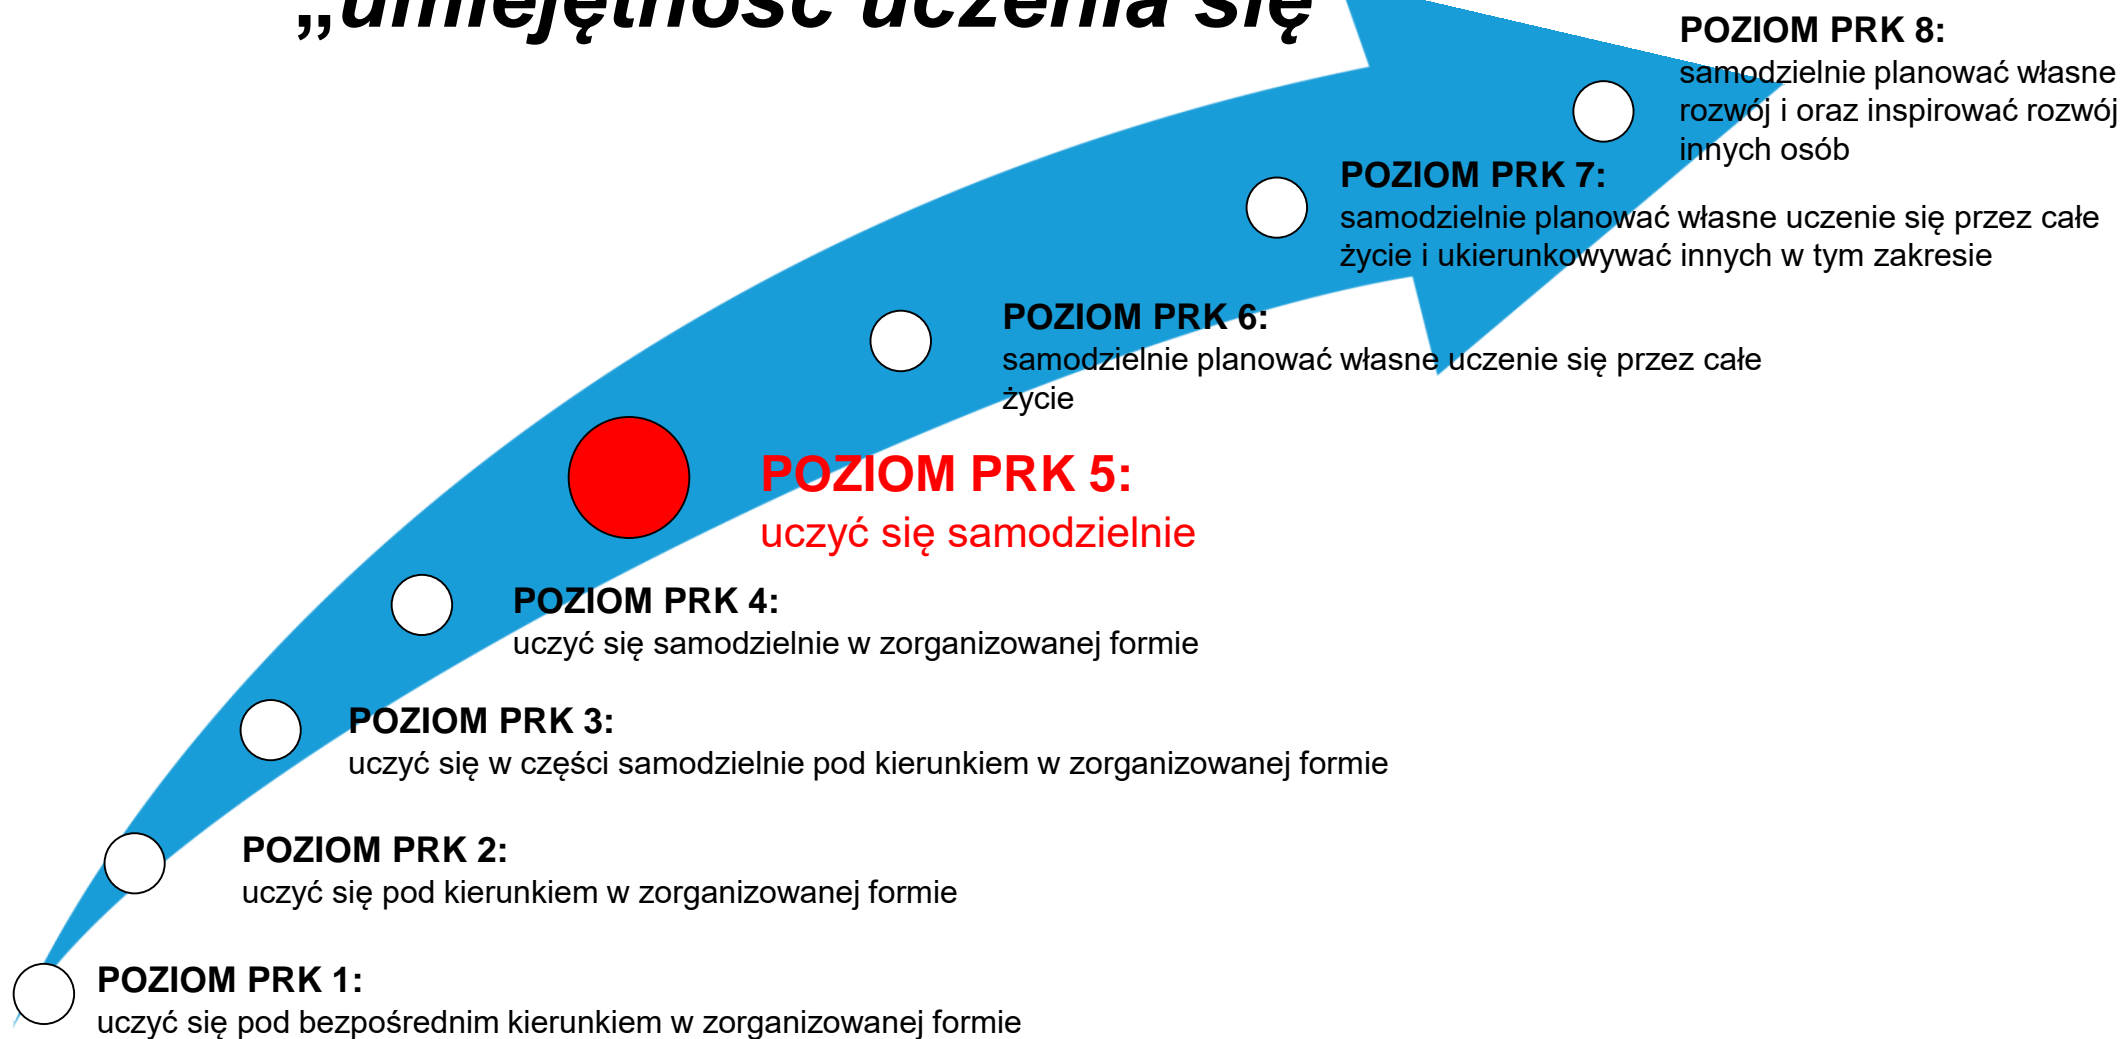 „umiejętność uczenia się
POZIOM PRK 8:
samodzielnie planować własne
rozwój i oraz inspirować rozwój
innych osób
POZIOM PRK 7:
samodzielnie planować własne uczenie się przez całe
życie i ukierunkowywać innych w tym zakresie
POZIOM PRK 6:
samodzielnie planować własne uczenie się przez całe
życie
POZIOM PRK 5:
uczyć się samodzielnie
POZIOM PRK 4:
uczyć się samodzielnie w zorganizowanej formie
POZIOM PRK 3:
uczyć się w części samodzielnie pod kierunkiem w zorganizowanej formie
POZIOM PRK 2:
uczyć się pod kierunkiem w zorganizowanej formie
POZIOM PRK 1:
uczyć się pod bezpośrednim kierunkiem w zorganizowanej formie